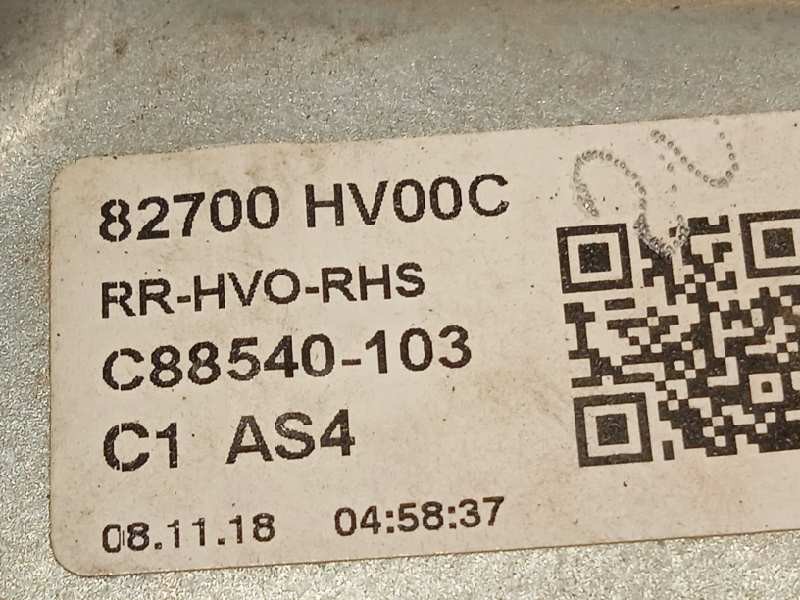 82700 HV00C
RR-HVO-RHS
C88540-103
C1 AS4
08.11.18 04:58:37